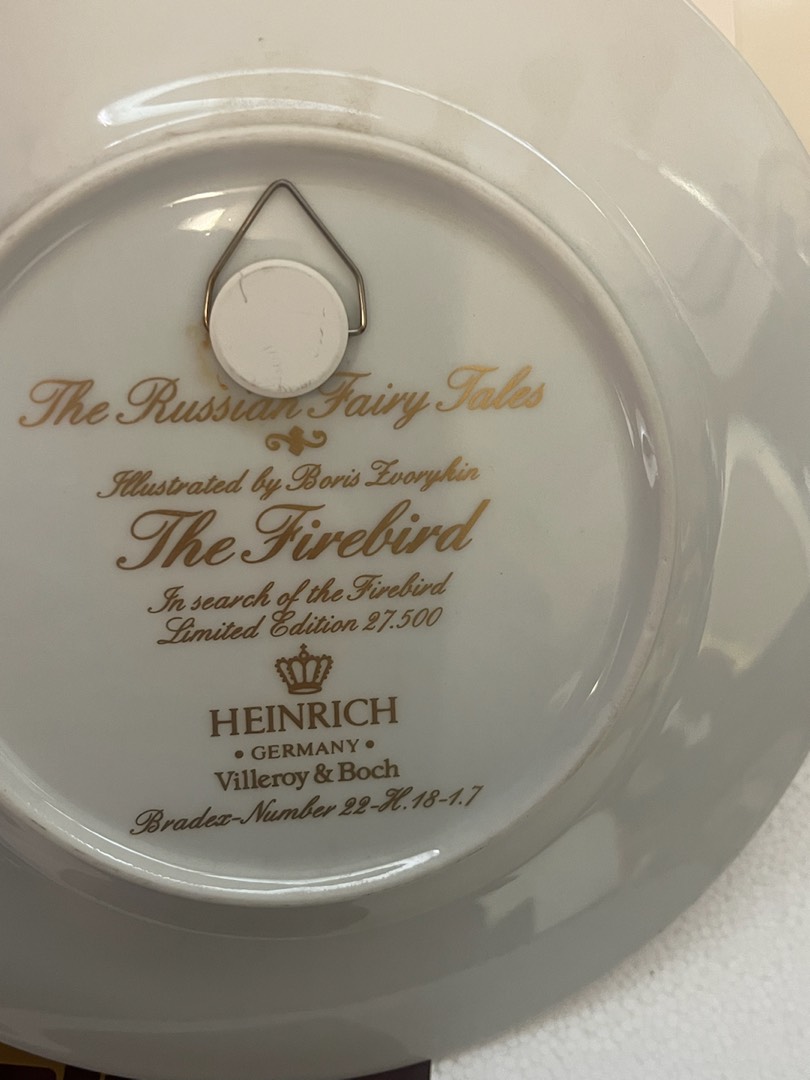 The Russian Fairy Tales
Illustrated by Boris Zvorykin
The Firebird
In search of the Firebird
Limited Edition 27.500
HEINRICH
• GERMANY •
Villeroy & Boch
Bradex-Number 22-H.18-1.7